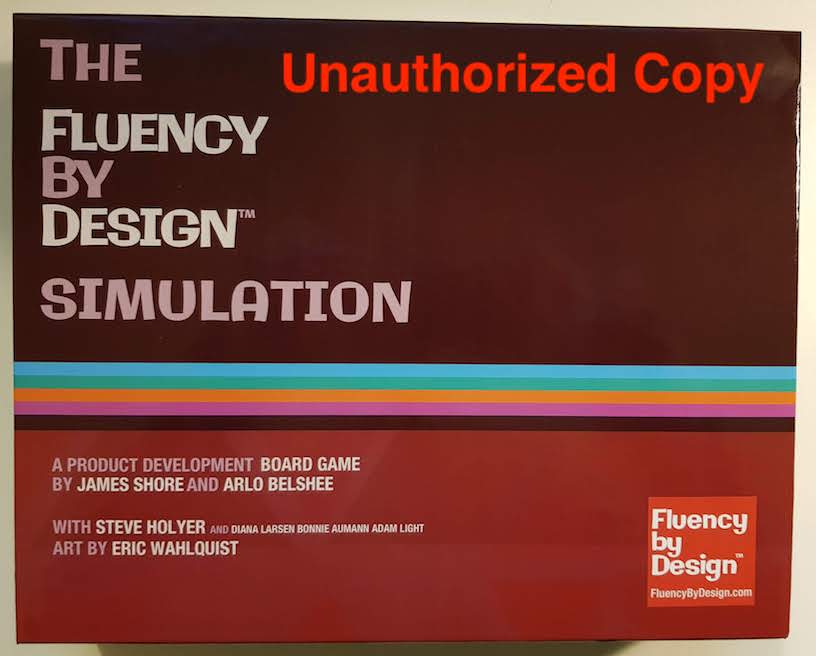 THE
Unauthorized Copy
FLUENCY
BY
DESIGN™
SIMULATION
A PRODUCT DEVELOPMENT BOARD GAME
BY JAMES SHORE AND ARLO BELSHEE
WITH STEVE HOLYER AND DIANA LARSEN BONNIE AUMANN ADAM LIGHT
ART BY ERIC WAHLQUIST
Fluency
by
Design™
FluencyByDesign.com